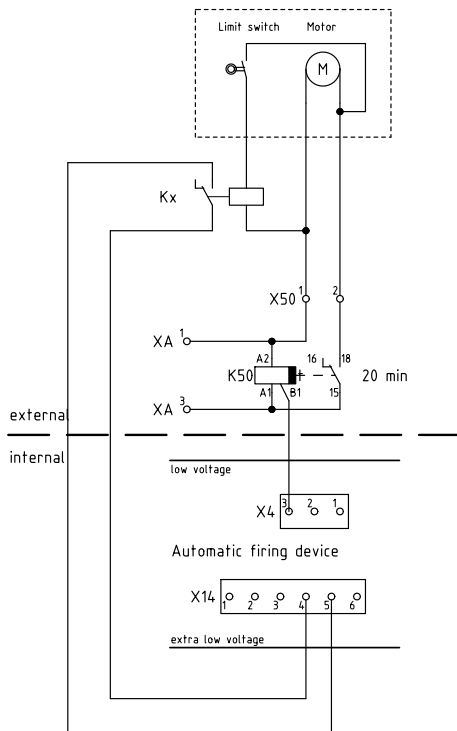 Limit switch Motor
M
Kx
1 2
X50
1
XA
A2 16 18
K50 20 min
A1 B1 15
3
XA
external
internal
low voltage
3 2 1
X4
Automatic firing device
X14
1 2 3 4 5 6
extra low voltage